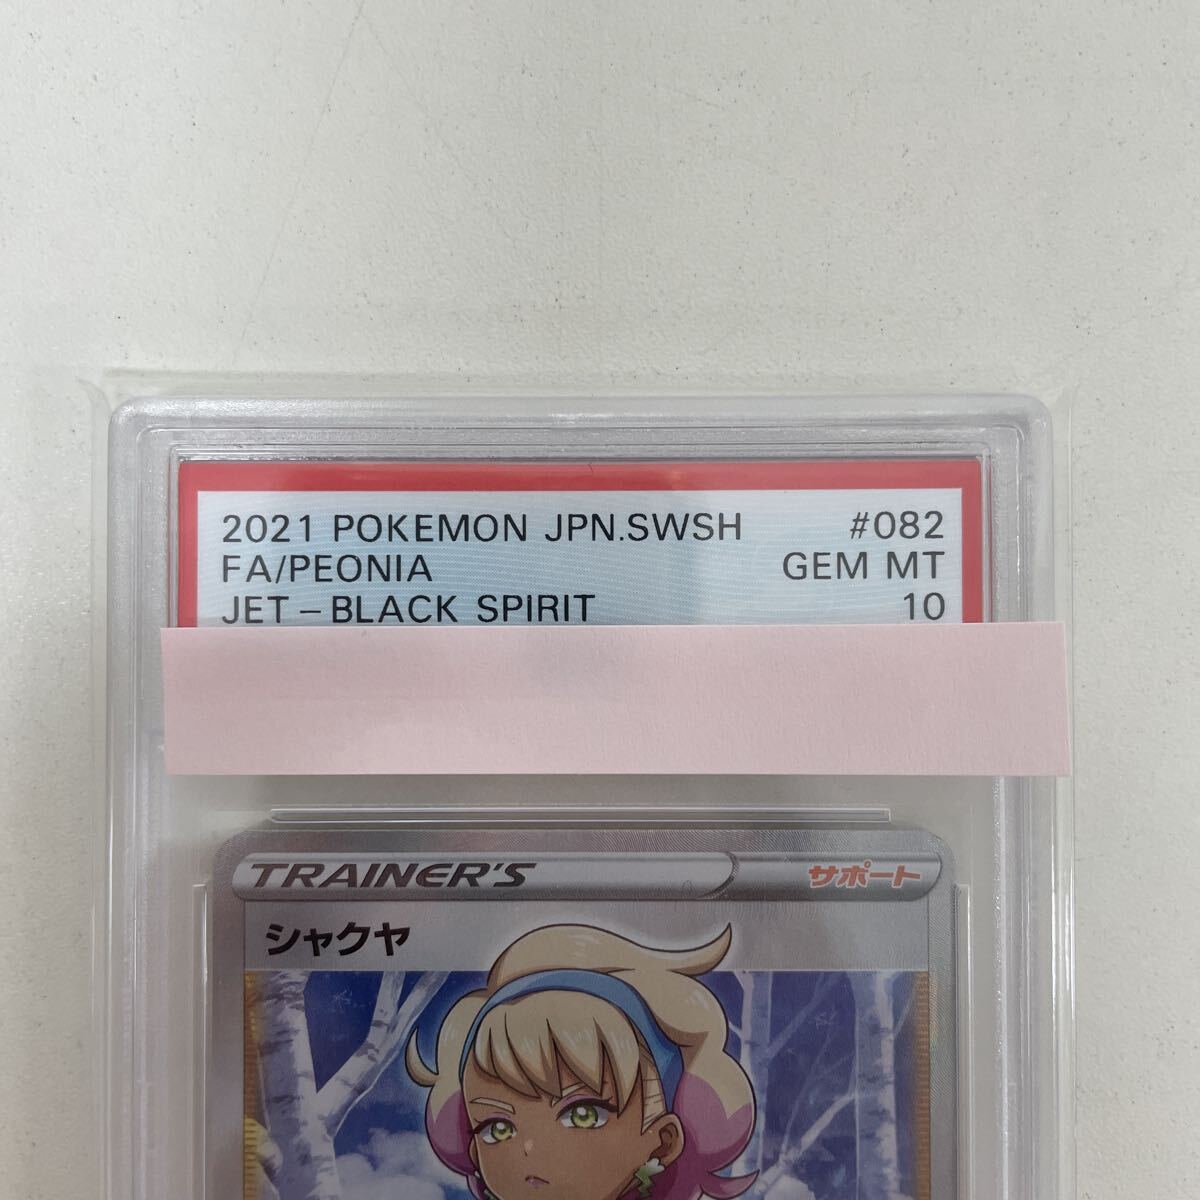 2021 POKEMON JPN.SWSH #082
FA/PEONIA GEM MT
JET-BLACK SPIRIT 10
TRAINER'S サポート
シャクヤ